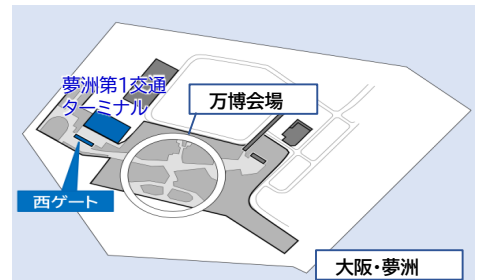 夢洲第1交通
ターミナル
万博会場
西ゲート
大阪・夢洲